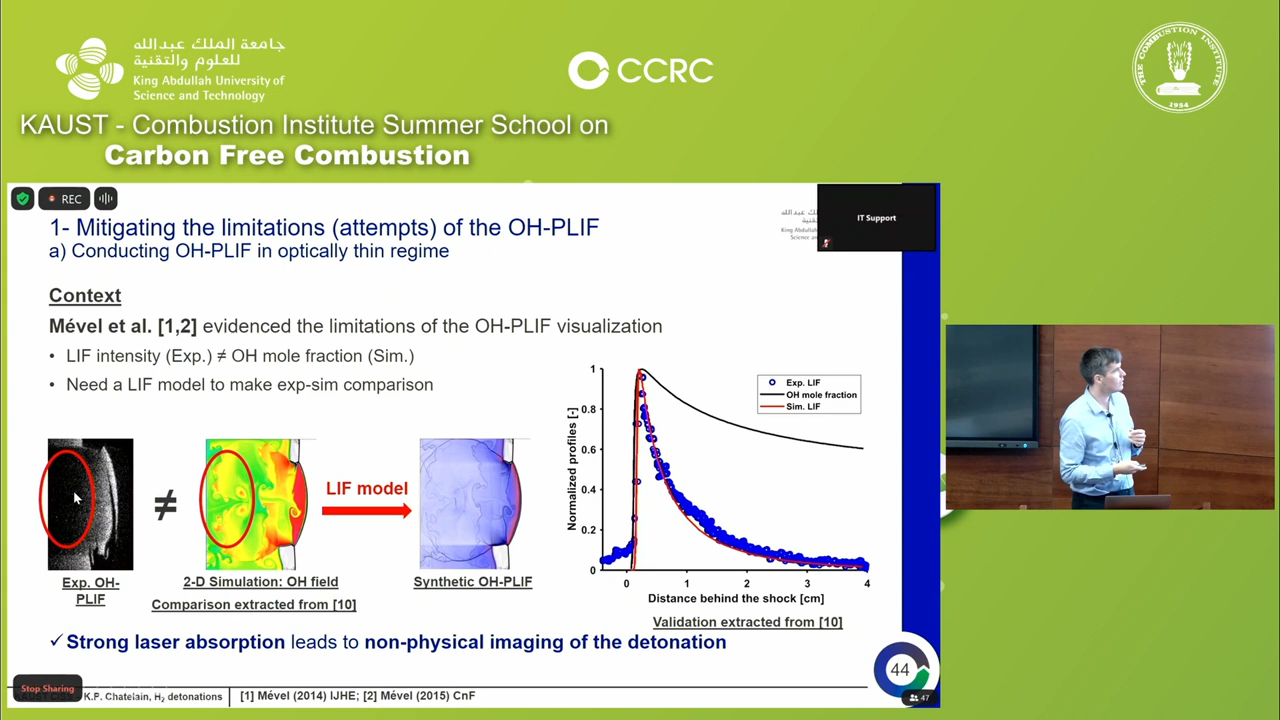 جامعة الملك عبدالله
للعلوم والتقنية
King Abdullah University of
Science and Technology
CCRC
THE COMBUSTION INSTITUTE
1954
KAUST - Combustion Institute Summer School on
Carbon Free Combustion
REC
IT Support
1- Mitigating the limitations (attempts) of the OH-PLIF
a) Conducting OH-PLIF in optically thin regime
Context
Mével et al. [1,2] evidenced the limitations of the OH-PLIF visualization
• LIF intensity (Exp.) ≠ OH mole fraction (Sim.)
• Need a LIF model to make exp-sim comparison
≠
LIF model
Exp. OH-
PLIF
2-D Simulation: OH field
Comparison extracted from [10]
Synthetic OH-PLIF
Exp. LIF
OH mole fraction
Sim. LIF
Normalized profiles [-]
1
0.8
0.6
0.4
0.2
0
0 1 2 3 4
Distance behind the shock [cm]
Validation extracted from [10]
✓ Strong laser absorption leads to non-physical imaging of the detonation
44
47
Stop Sharing
K.P. Chatelain, H2 detonations
[1] Mével (2014) IJHE; [2] Mével (2015) CnF